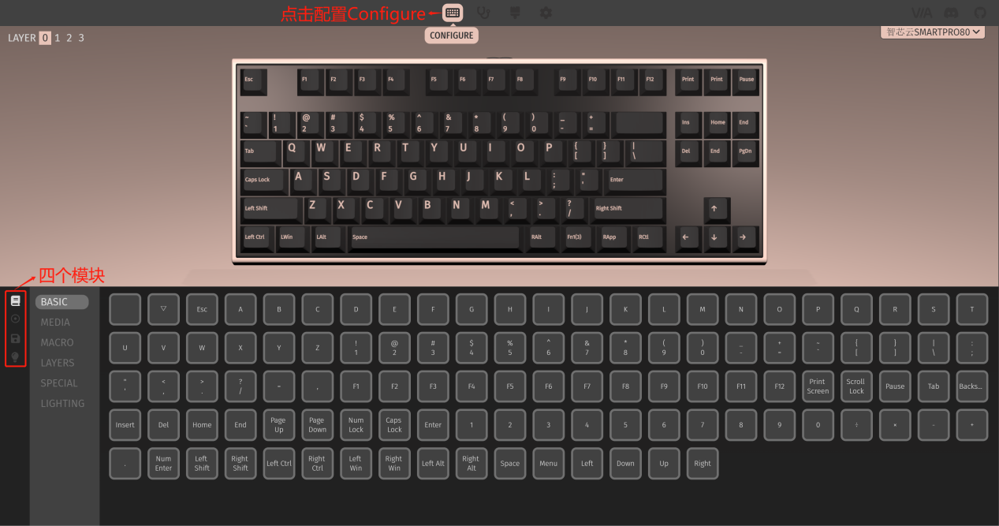 点击配置Configure
VIA
LAYER 0 1 2 3
CONFIGURE
智芯云SMARTPRO80
Esc F1 F2 F3 F4 F5 F6 F7 F8 F9 F10 F11 F12 Print Print Pause
~ ! @ # $ % ^ & * ( ) _ +
` 1 2 3 4 5 6 7 8 9 0 - = Ins Home End
Tab Q W E R T Y U I O P { } | Del End PgDn
[ ] \
Caps Lock A S D F G H J K L : " Enter
; '
Left Shift Z X C V B N M < > ? Right Shift ↑
, . /
Left Ctrl LWin LAlt Space RAlt Fn1(3) RApp RCtl ← ↓ →
四个模块
BASIC
MEDIA
MACRO
LAYERS
SPECIAL
LIGHTING
▽ Esc A B C D E F G H I J K L M N O P Q R S T
U V W X Y Z ! @ # $ % ^ & * ( ) _ + ~ { } | :
1 2 3 4 5 6 7 8 9 0 - = ` [ ] \ ;
" < > ? = , F1 F2 F3 F4 F5 F6 F7 F8 F9 F10 F11 F12 Print Scroll Pause Tab Backs...
' , . / Screen Lock
Insert Del Home End Page Page Num Caps Enter 1 2 3 4 5 6 7 8 9 0 ÷ × - +
Up Down Lock Lock
. Num Left Right Left Ctrl Right Left Right Left Alt Right Space Menu Left Down Up Right
Enter Shift Shift Ctrl Win Win Alt